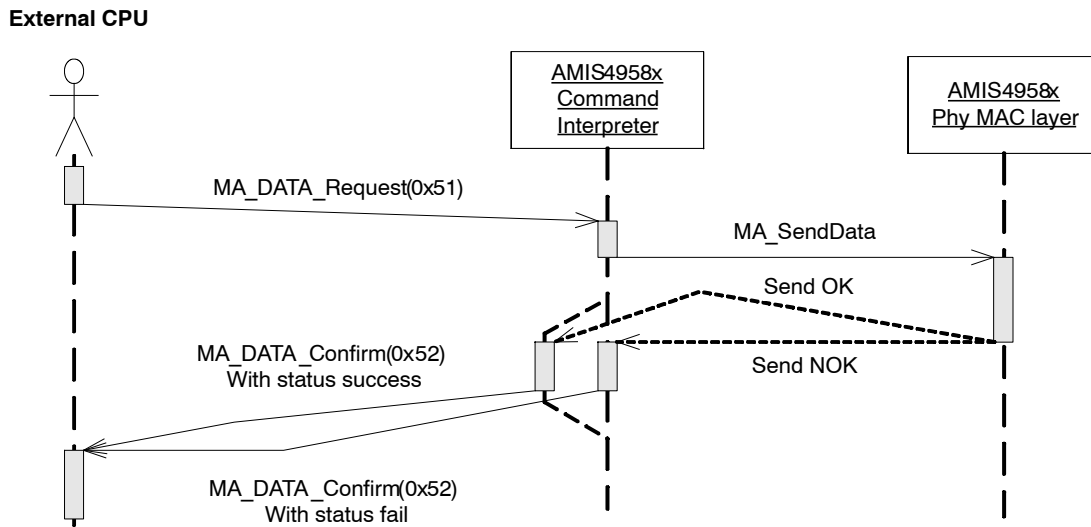 External CPU
AMIS4958x
Command
Interpreter
AMIS4958x
Phy MAC layer
MA_DATA_Request(0x51)
MA_SendData
Send OK
MA_DATA_Confirm(0x52)
With status success
Send NOK
MA_DATA_Confirm(0x52)
With status fail